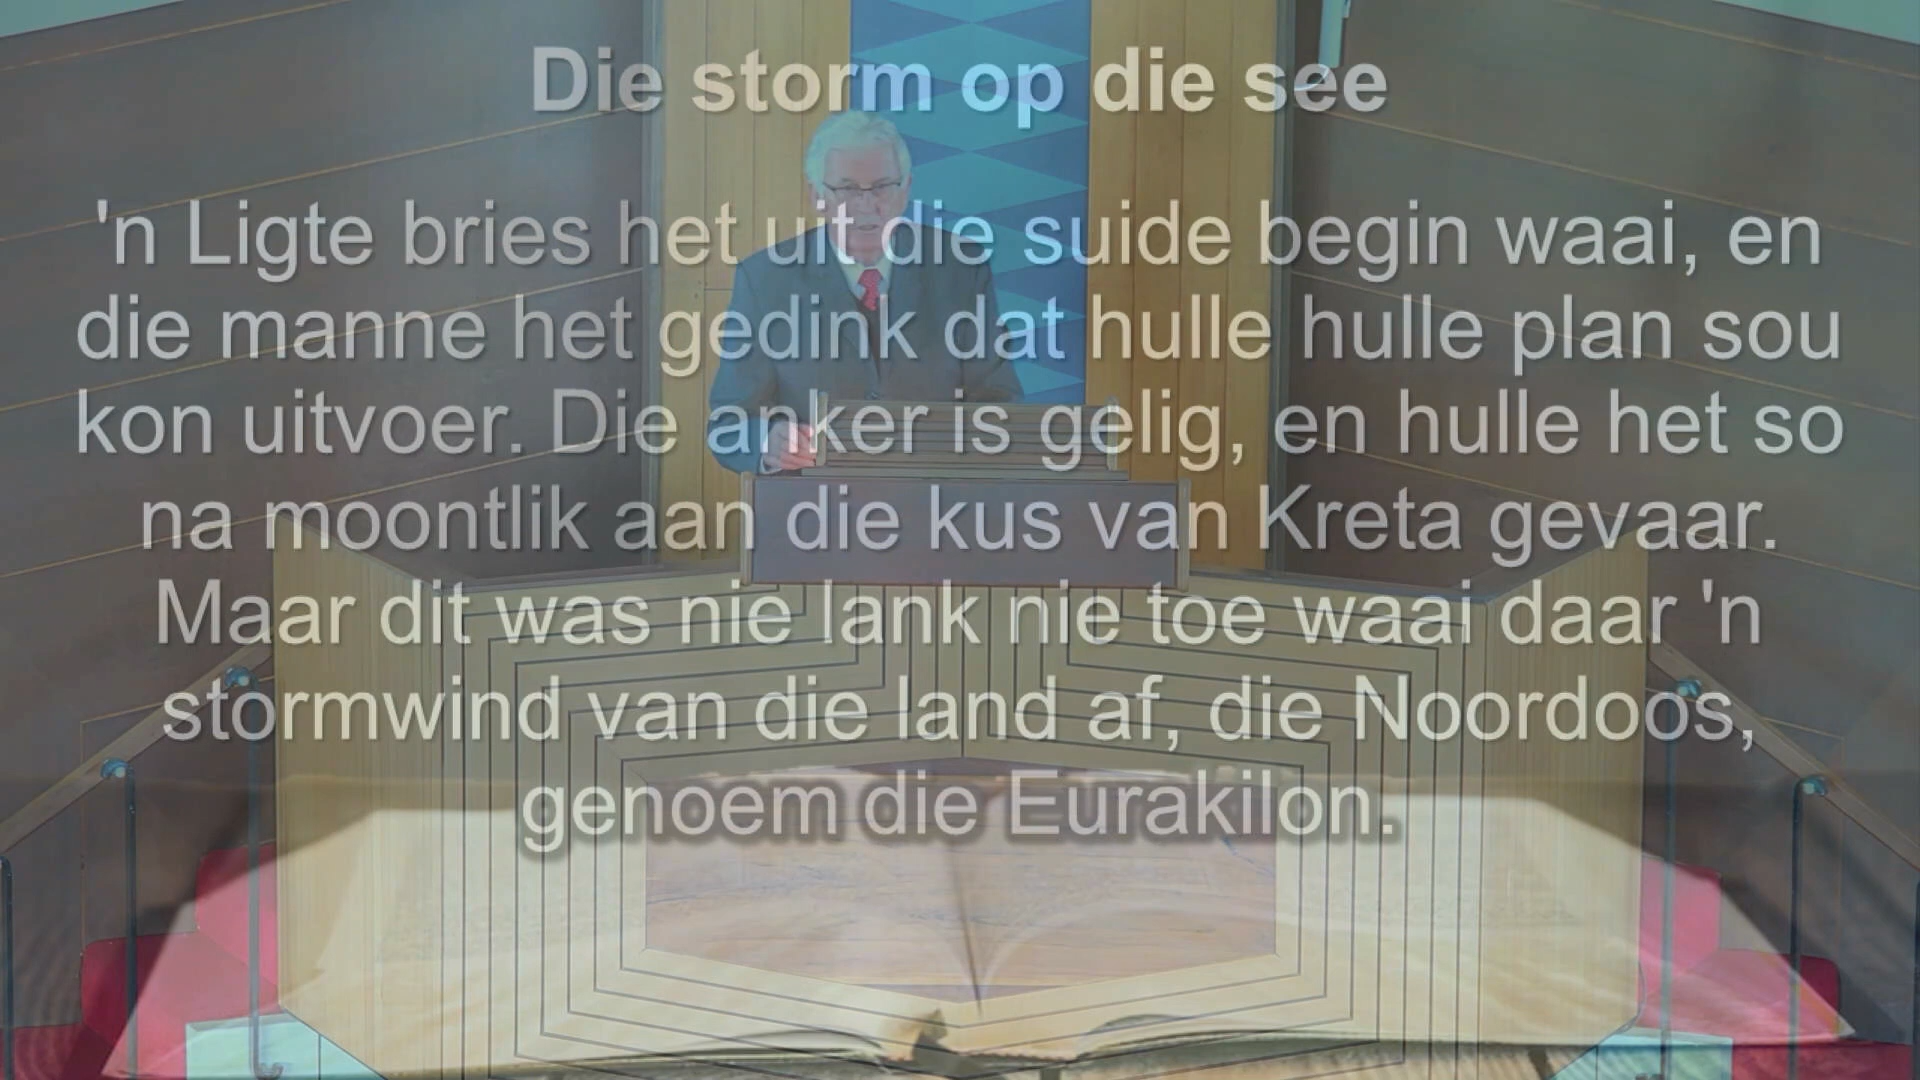 Die storm op die see
'n Ligte bries het uit die suide begin waai, en
die manne het gedink dat hulle hulle plan sou
kon uitvoer. Die anker is gelig, en hulle het so
na moontlik aan die kus van Kreta gevaar.
Maar dit was nie lank nie toe waai daar 'n
stormwind van die land af, die Noordoos,
genoem die Eurakilon.